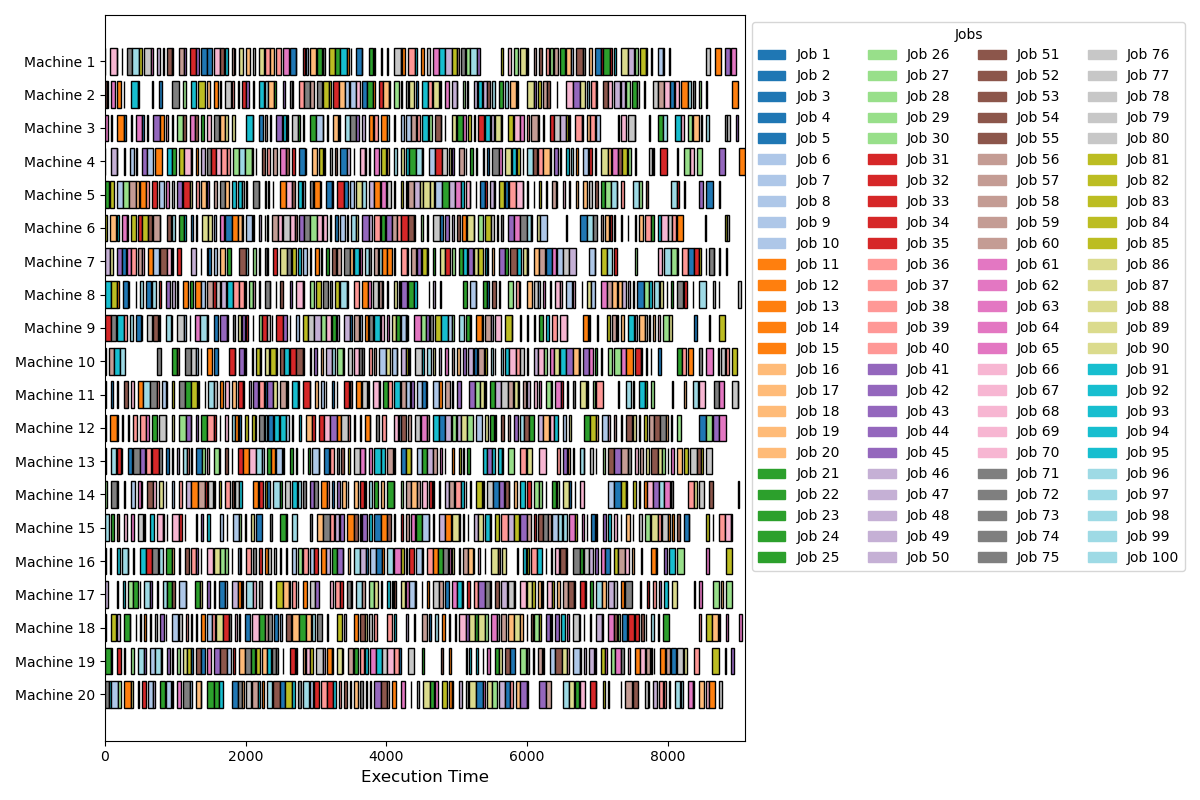 Machine 1
Machine 2
Machine 3
Machine 4
Machine 5
Machine 6
Machine 7
Machine 8
Machine 9
Machine 10
Machine 11
Machine 12
Machine 13
Machine 14
Machine 15
Machine 16
Machine 17
Machine 18
Machine 19
Machine 20
0 2000 4000 6000 8000
Execution Time
Jobs
Job 1 Job 26 Job 51 Job 76
Job 2 Job 27 Job 52 Job 77
Job 3 Job 28 Job 53 Job 78
Job 4 Job 29 Job 54 Job 79
Job 5 Job 30 Job 55 Job 80
Job 6 Job 31 Job 56 Job 81
Job 7 Job 32 Job 57 Job 82
Job 8 Job 33 Job 58 Job 83
Job 9 Job 34 Job 59 Job 84
Job 10 Job 35 Job 60 Job 85
Job 11 Job 36 Job 61 Job 86
Job 12 Job 37 Job 62 Job 87
Job 13 Job 38 Job 63 Job 88
Job 14 Job 39 Job 64 Job 89
Job 15 Job 40 Job 65 Job 90
Job 16 Job 41 Job 66 Job 91
Job 17 Job 42 Job 67 Job 92
Job 18 Job 43 Job 68 Job 93
Job 19 Job 44 Job 69 Job 94
Job 20 Job 45 Job 70 Job 95
Job 21 Job 46 Job 71 Job 96
Job 22 Job 47 Job 72 Job 97
Job 23 Job 48 Job 73 Job 98
Job 24 Job 49 Job 74 Job 99
Job 25 Job 50 Job 75 Job 100